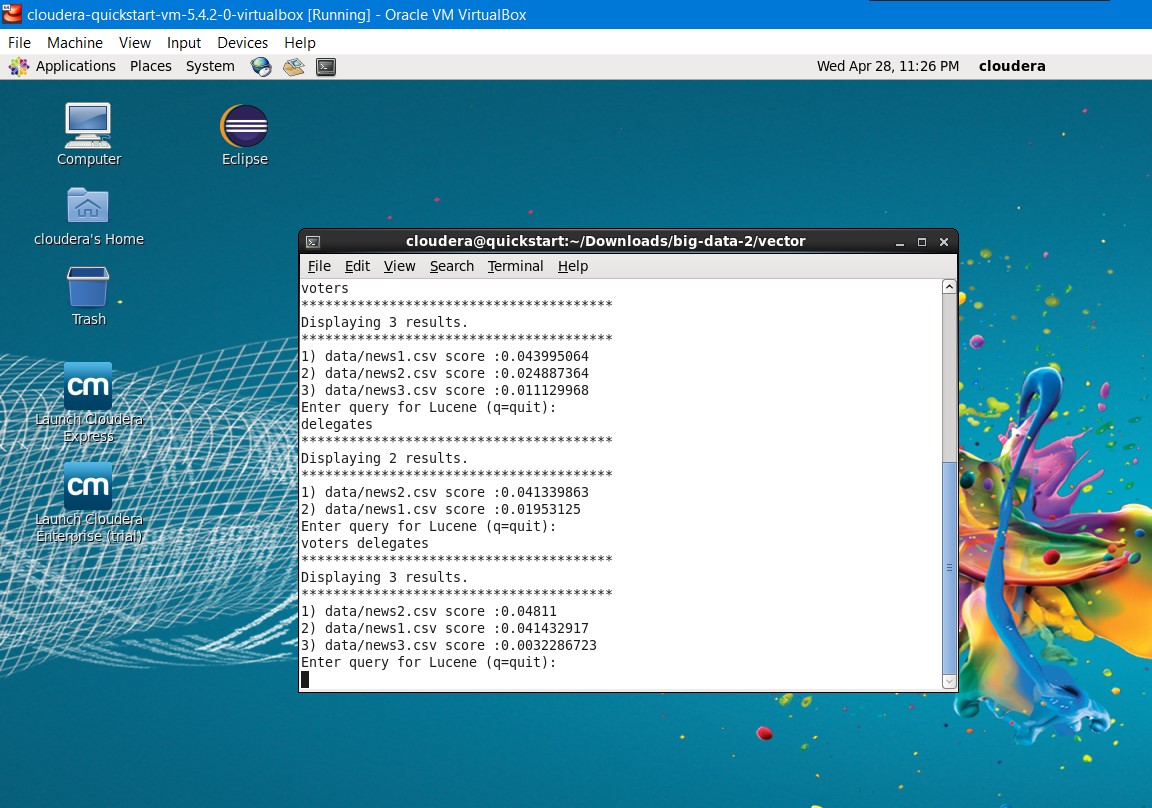 cloudera-quickstart-vm-5.4.2-0-virtualbox [Running] - Oracle VM VirtualBox
File Machine View Input Devices Help
Applications Places System Wed Apr 28, 11:26 PM cloudera
Computer
Eclipse
cloudera's Home
Trash
cm
Launch Cloudera
Express
cm
Launch Cloudera
Enterprise (trial)
cloudera@quickstart:~/Downloads/big-data-2/vector
File Edit View Search Terminal Help
voters
***************************************
Displaying 3 results.
***************************************
1) data/news1.csv score :0.043995064
2) data/news2.csv score :0.024887364
3) data/news3.csv score :0.011129968
Enter query for Lucene (q=quit):
delegates
***************************************
Displaying 2 results.
***************************************
1) data/news2.csv score :0.041339863
2) data/news1.csv score :0.01953125
Enter query for Lucene (q=quit):
voters delegates
***************************************
Displaying 3 results.
***************************************
1) data/news2.csv score :0.04811
2) data/news1.csv score :0.041432917
3) data/news3.csv score :0.0032286723
Enter query for Lucene (q=quit):